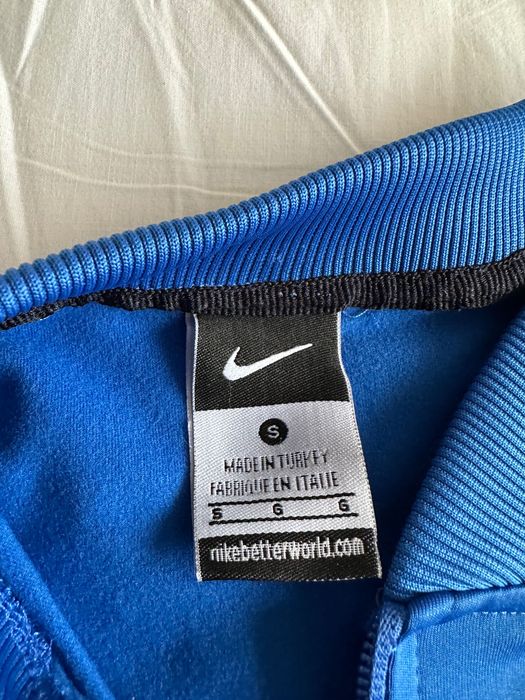 S
MADE IN TURKEY
FABRIQUE EN ITALIE
S G G
nikebetterworld.com